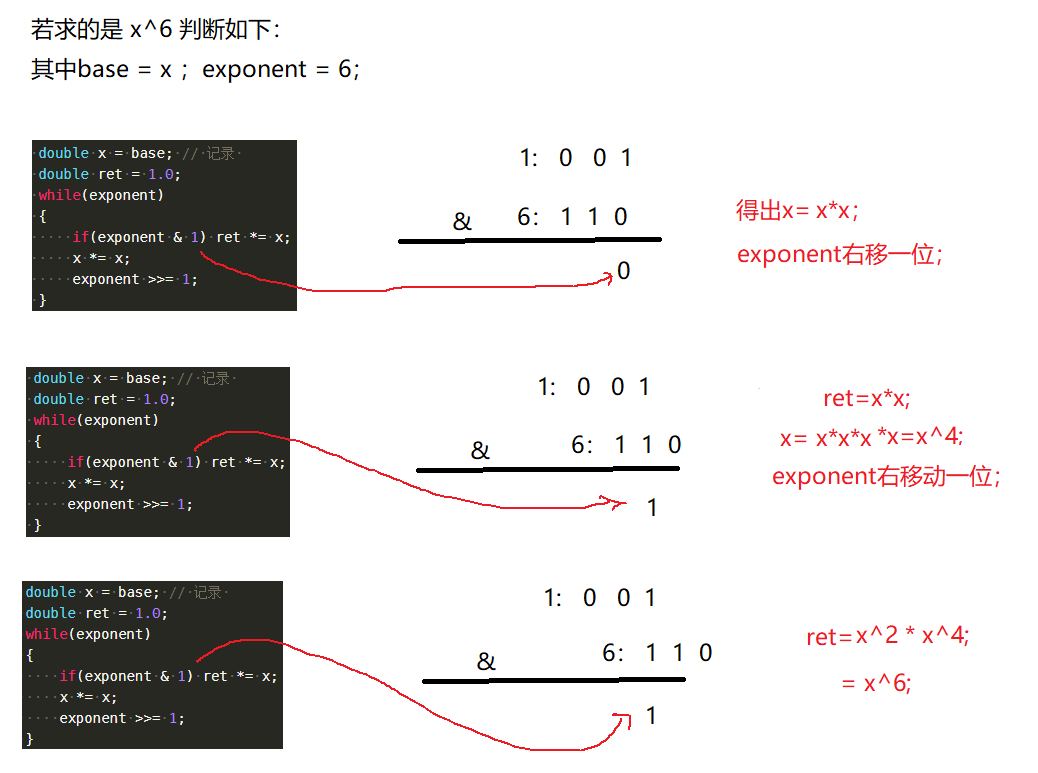 若求的是 x^6 判断如下：
其中base = x ；exponent = 6;
double x = base; // 记录
double ret = 1.0;
while(exponent)
{
if(exponent & 1) ret *= x;
x *= x;
exponent >>= 1;
}
1: 0 0 1
& 6: 1 1 0
0
得出x= x*x;
exponent右移一位;
double x = base; // 记录
double ret = 1.0;
while(exponent)
{
if(exponent & 1) ret *= x;
x *= x;
exponent >>= 1;
}
1: 0 0 1
& 6: 1 1 0
1
ret=x*x;
x= x*x*x *x=x^4;
exponent右移动一位;
double x = base; // 记录
double ret = 1.0;
while(exponent)
{
if(exponent & 1) ret *= x;
x *= x;
exponent >>= 1;
}
1: 0 0 1
& 6: 1 1 0
1
ret=x^2 * x^4;
= x^6;